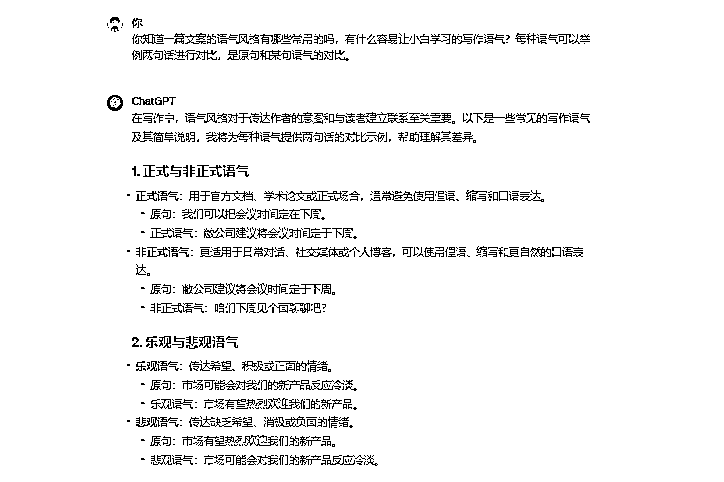 你
你知道一篇文案的语气风格有哪些常用的吗，有什么容易让小白学习的写作语气？每种语气可以举
例两句话进行对比，是原句和某句语气的对比。
ChatGPT
在写作中，语气风格对于传达作者的意图和与读者建立联系至关重要。以下是一些常见的写作语气
及其简单说明，我将为每种语气提供两句话的对比示例，帮助理解其差异。
1. 正式与非正式语气
· 正式语气：用于官方文档、学术论文或正式场合，通常避免使用俚语、缩写和口语表达。
· 原句：我们可以把会议时间定在下周。
· 正式语气：敝公司建议将会议时间定于下周。
· 非正式语气：更适用于日常对话、社交媒体或个人博客，可以使用俚语、缩写和更自然的口语表
达。
· 原句：敝公司建议将会议时间定于下周。
· 非正式语气：咱们下周见个面聊聊吧？
2. 乐观与悲观语气
· 乐观语气：传达希望、积极或正面的情绪。
· 原句：市场可能会对我们的新产品反应冷淡。
· 乐观语气：市场有望热烈欢迎我们的新产品。
· 悲观语气：传达缺乏希望、消极或负面的情绪。
· 原句：市场有望热烈欢迎我们的新产品。
· 悲观语气：市场可能会对我们的新产品反应冷淡。